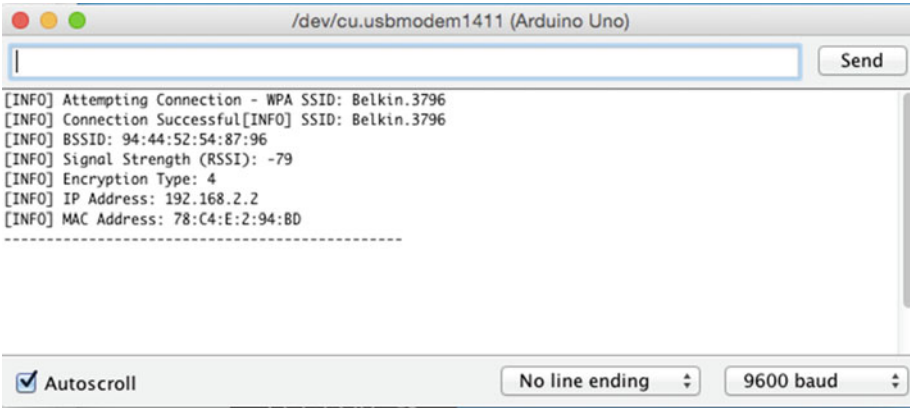 /dev/cu.usbmodem1411 (Arduino Uno)
Send
[INFO] Attempting Connection - WPA SSID: Belkin.3796
[INFO] Connection Successful[INFO] SSID: Belkin.3796
[INFO] BSSID: 94:44:52:54:87:96
[INFO] Signal Strength (RSSI): -79
[INFO] Encryption Type: 4
[INFO] IP Address: 192.168.2.2
[INFO] MAC Address: 78:C4:E:2:94:BD
-----------------------------------------------
Autoscroll
No line ending
9600 baud